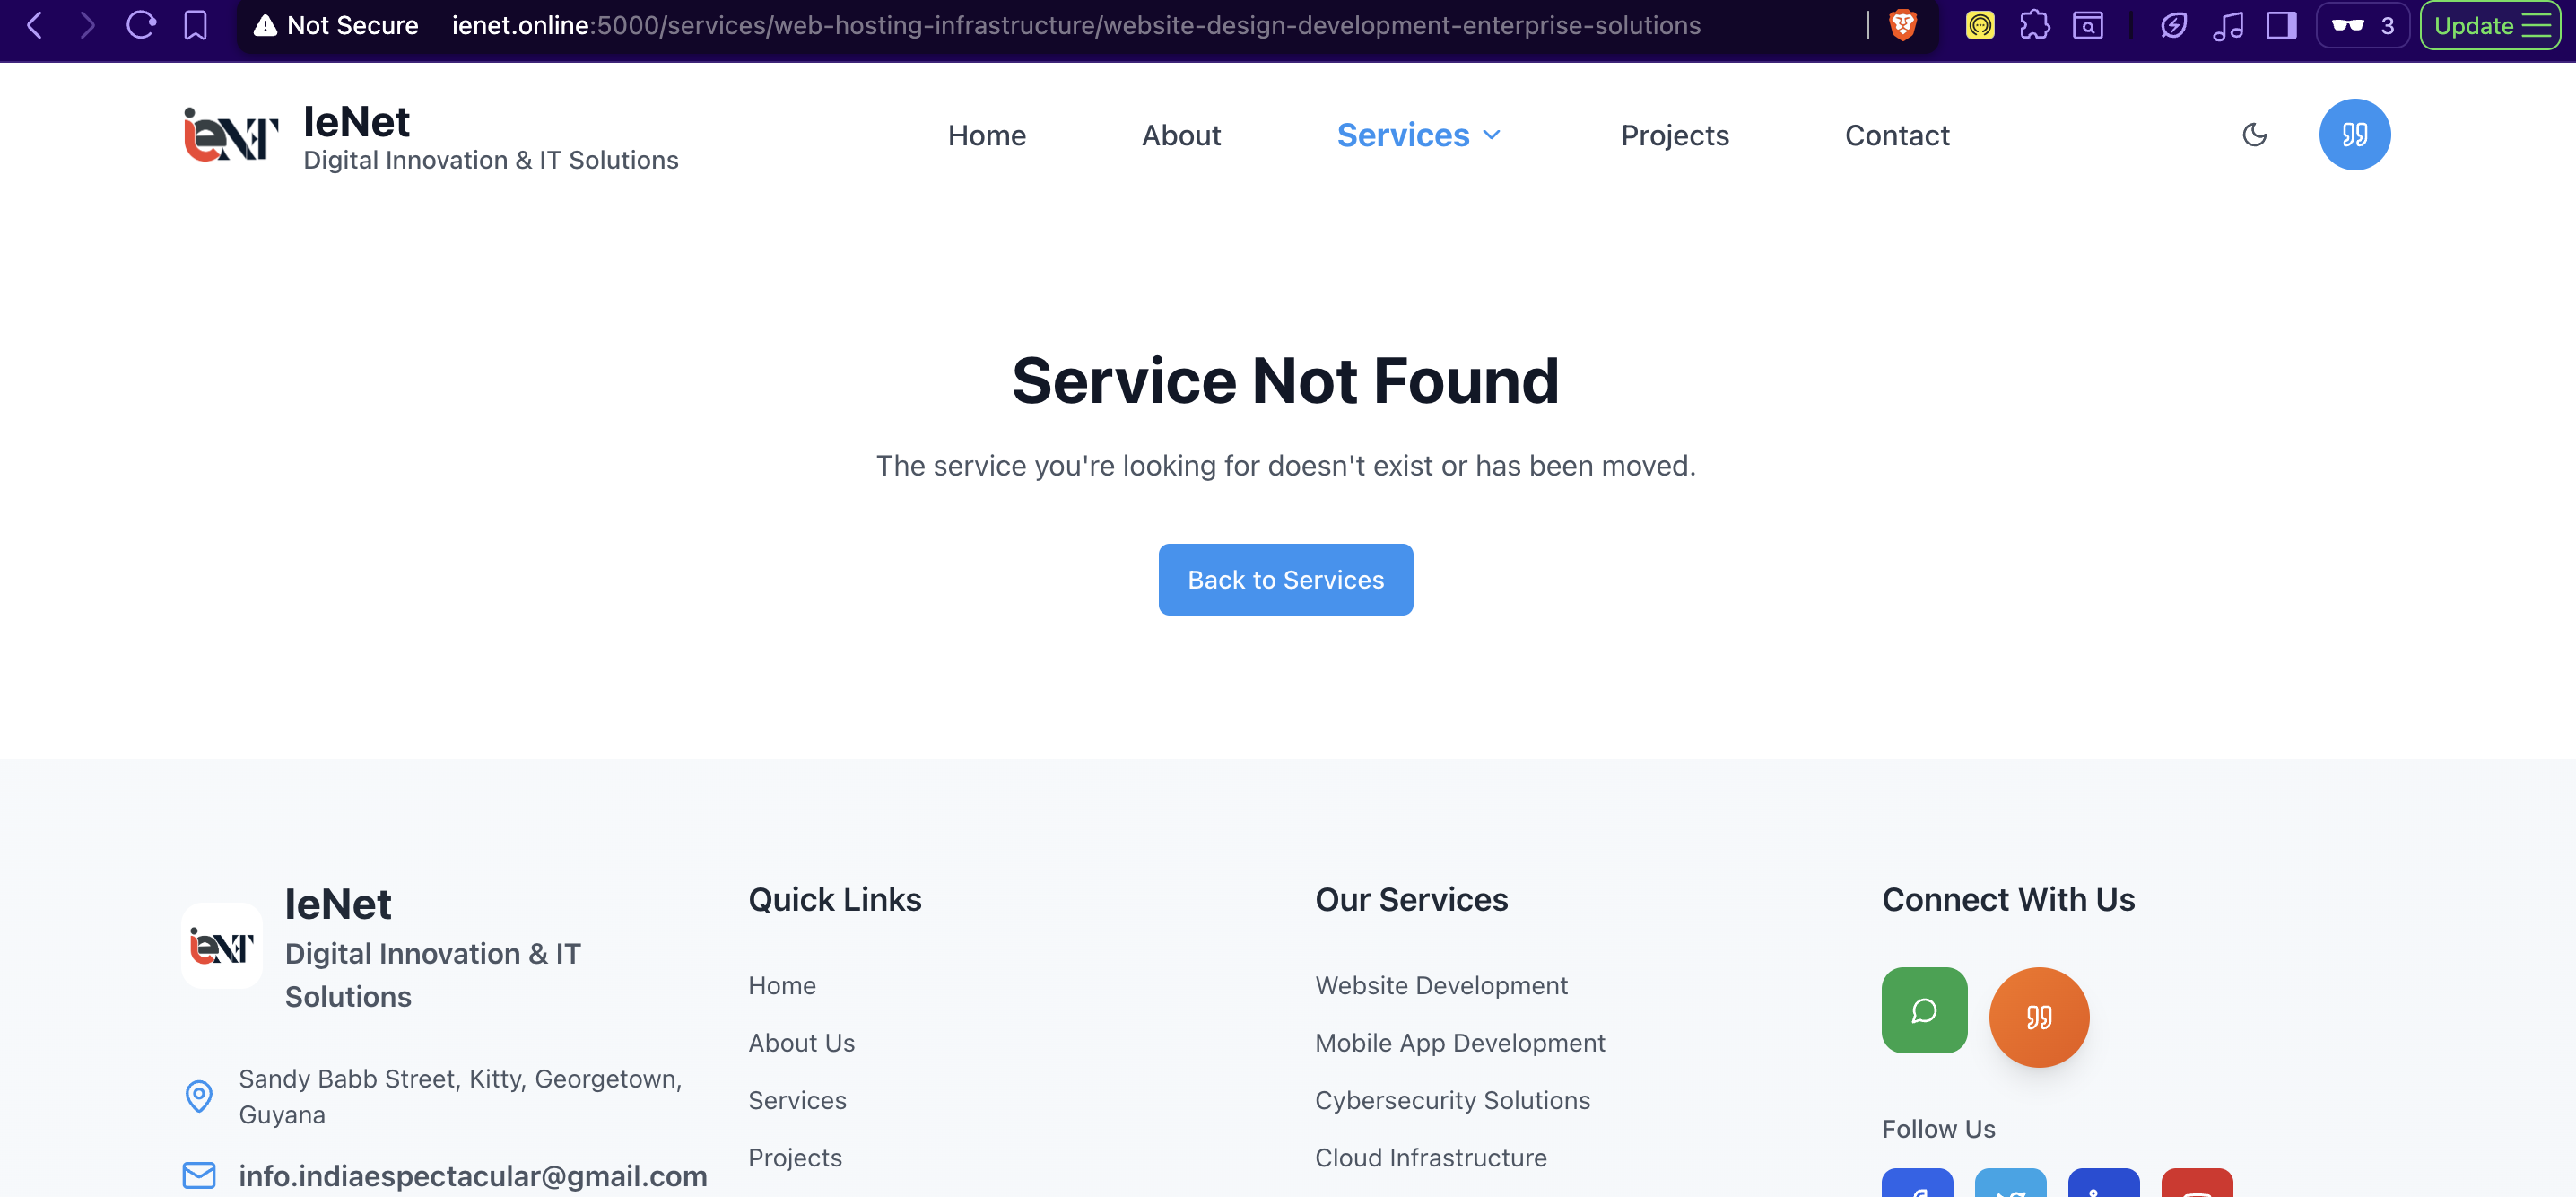 Not Secure ienet.online:5000/services/web-hosting-infrastructure/website-design-development-enterprise-solutions 3 Update
ieNT IeNet
Digital Innovation & IT Solutions
Home About Services Projects Contact
Service Not Found
The service you're looking for doesn't exist or has been moved.
Back to Services
ieNT IeNet
Digital Innovation & IT
Solutions
Sandy Babb Street, Kitty, Georgetown,
Guyana
info.indiaespectacular@gmail.com
Quick Links
Home
About Us
Services
Projects
Our Services
Website Development
Mobile App Development
Cybersecurity Solutions
Cloud Infrastructure
Connect With Us
Follow Us